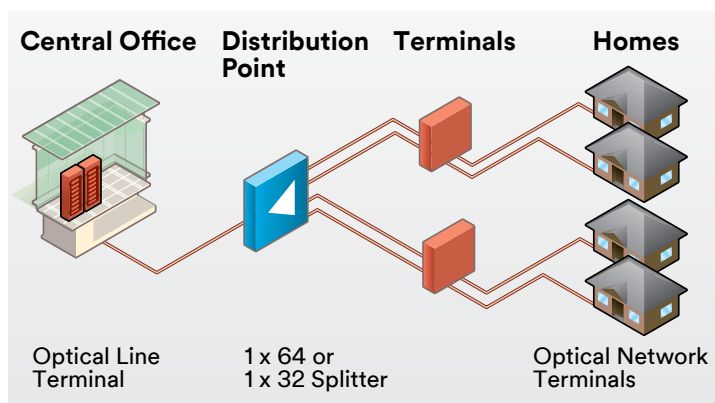 Central Office
Distribution
Point
Terminals
Homes
Optical Line
Terminal
1 x 64 or
1 x 32 Splitter
Optical Network
Terminals